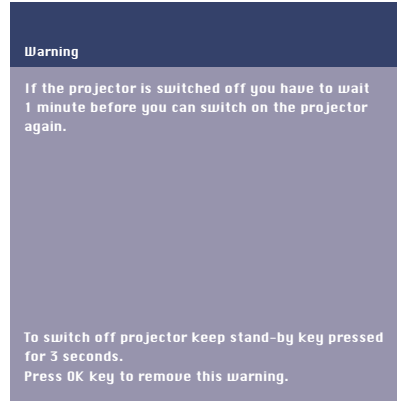 Warning
If the projector is switched off you have to wait
1 minute before you can switch on the projector
again.
To switch off projector keep stand-by key pressed
for 3 seconds.
Press OK key to remove this warning.